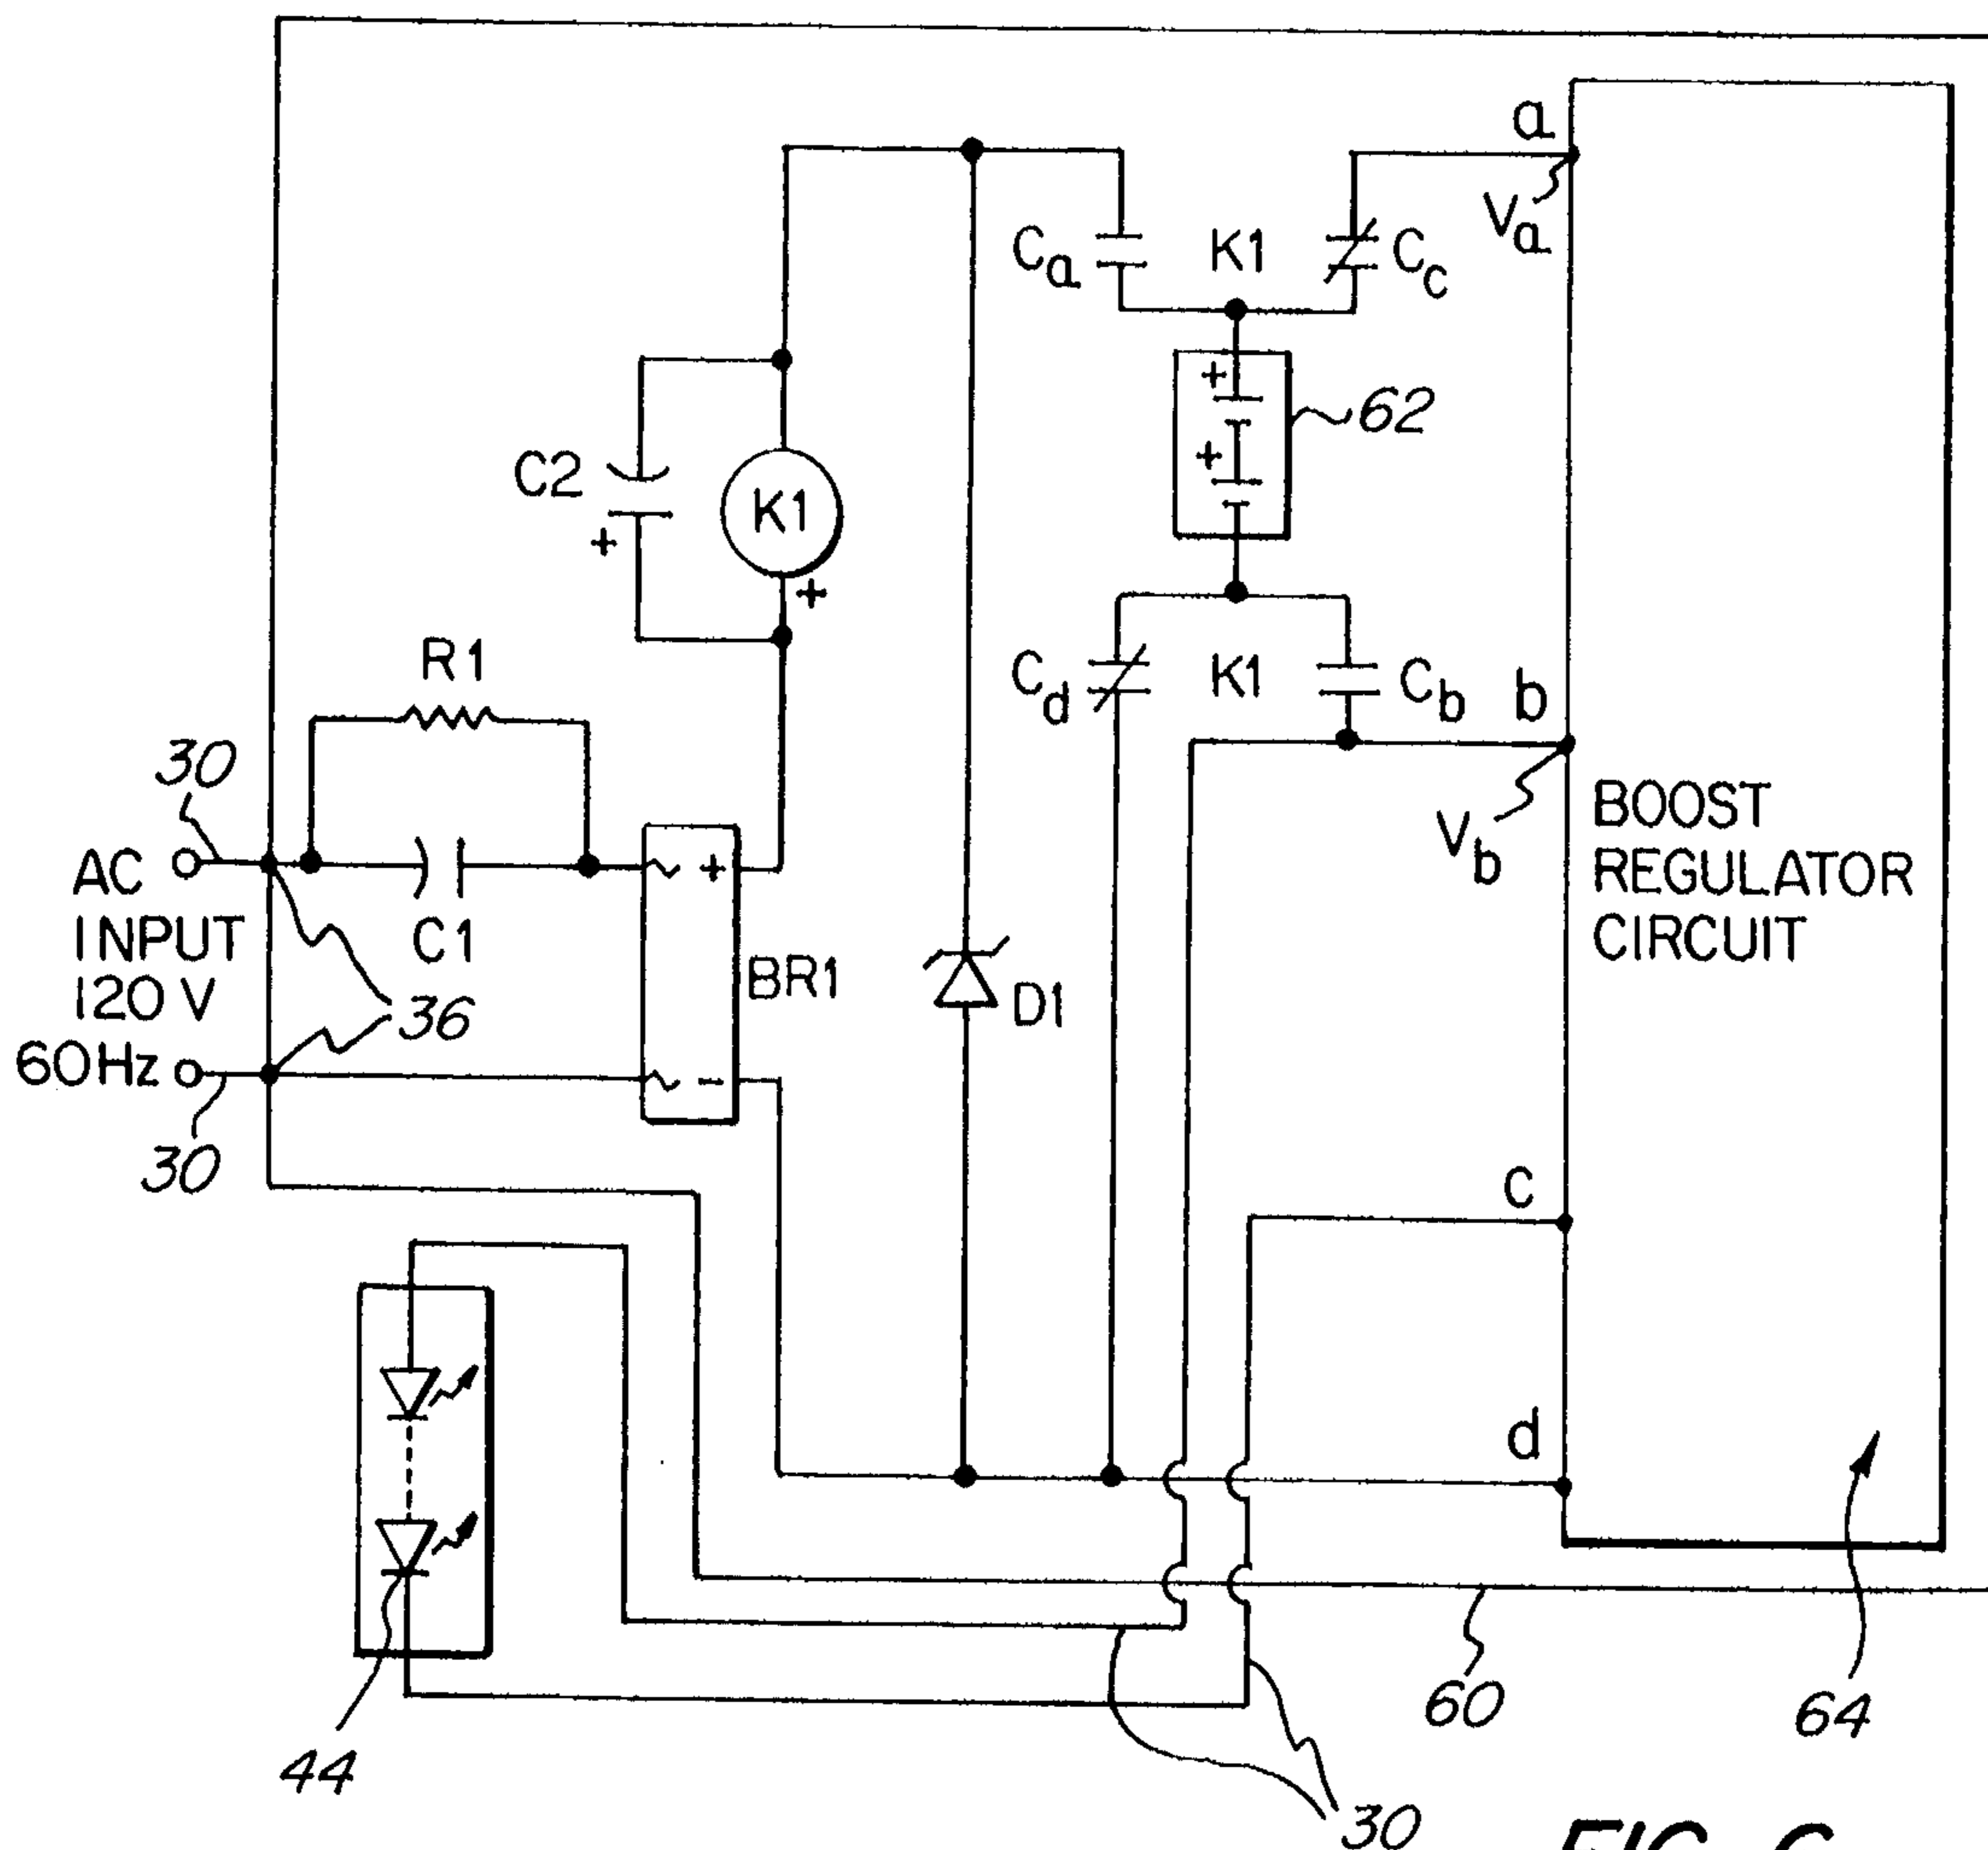 a
Va
Ca
K1
Cc
+
62
+
C2
K1
+
+
R1
Cd
K1
Cb
b
Vb
30
AC
INPUT
120 V
60Hz
C1
+
BR1
-
36
30
D1
BOOST
REGULATOR
CIRCUIT
c
d
44
60
64
30